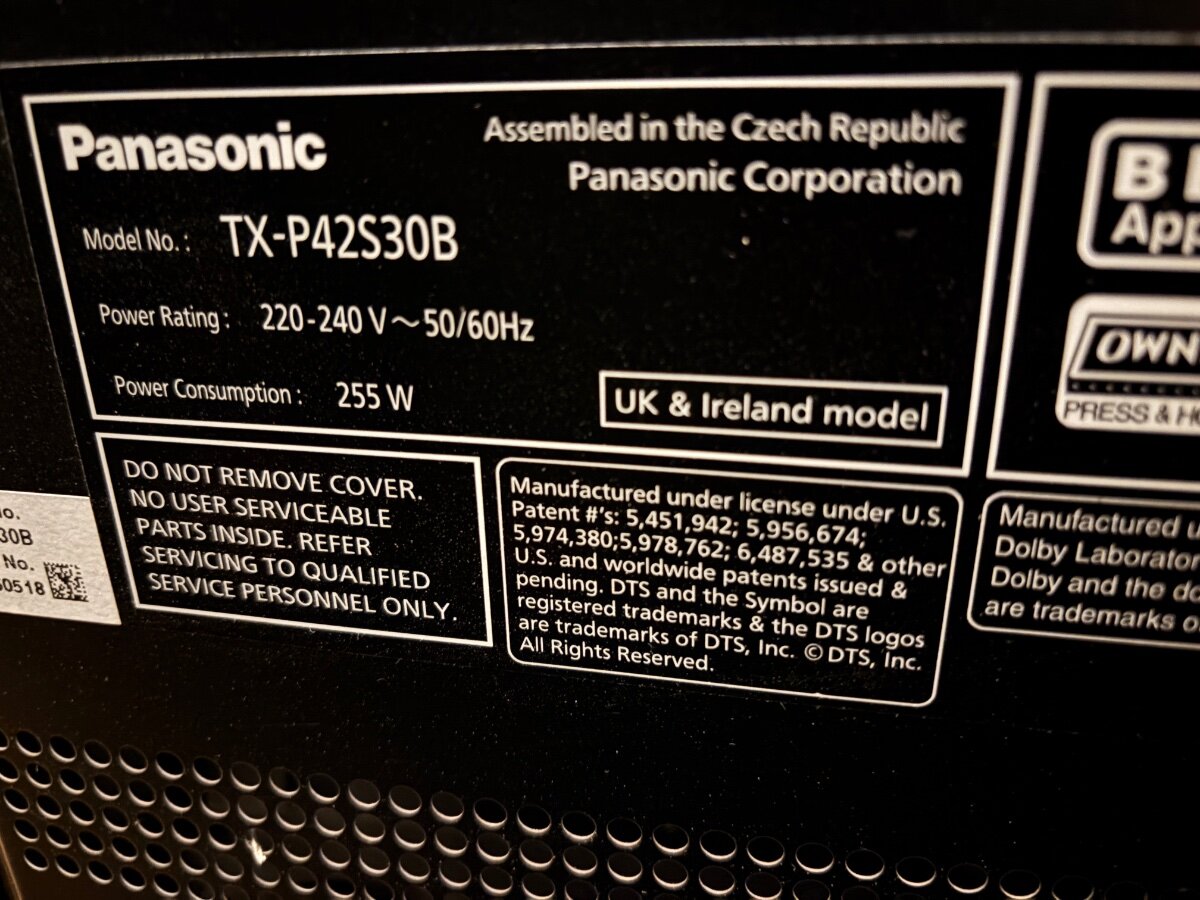 Panasonic
Assembled in the Czech Republic
Panasonic Corporation
Model No. : TX-P42S30B
Power Rating : 220-240 V~50/60Hz
Power Consumption : 255 W
UK & Ireland model
B
App
OWN
PRESS & H
DO NOT REMOVE COVER.
NO USER SERVICEABLE
PARTS INSIDE. REFER
SERVICING TO QUALIFIED
SERVICE PERSONNEL ONLY.
Manufactured under license under U.S.
Patent #'s: 5,451,942; 5,956,674;
5,974,380;5,978,762; 6,487,535 & other
U.S. and worldwide patents issued &
pending. DTS and the Symbol are
registered trademarks & the DTS logos
are trademarks of DTS, Inc. © DTS, Inc.
All Rights Reserved.
Manufactured u
Dolby Laborator
Dolby and the do
are trademarks o
o.
30B
No.
60518